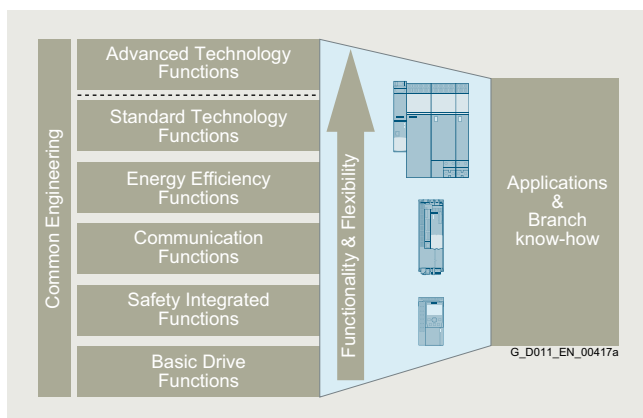 Common Engineering
Advanced Technology
Functions
Standard Technology
Functions
Energy Efficiency
Functions
Communication
Functions
Safety Integrated
Functions
Basic Drive
Functions
Functionality & Flexibility
Applications
&
Branch
know-how
G_D011_EN_00417a